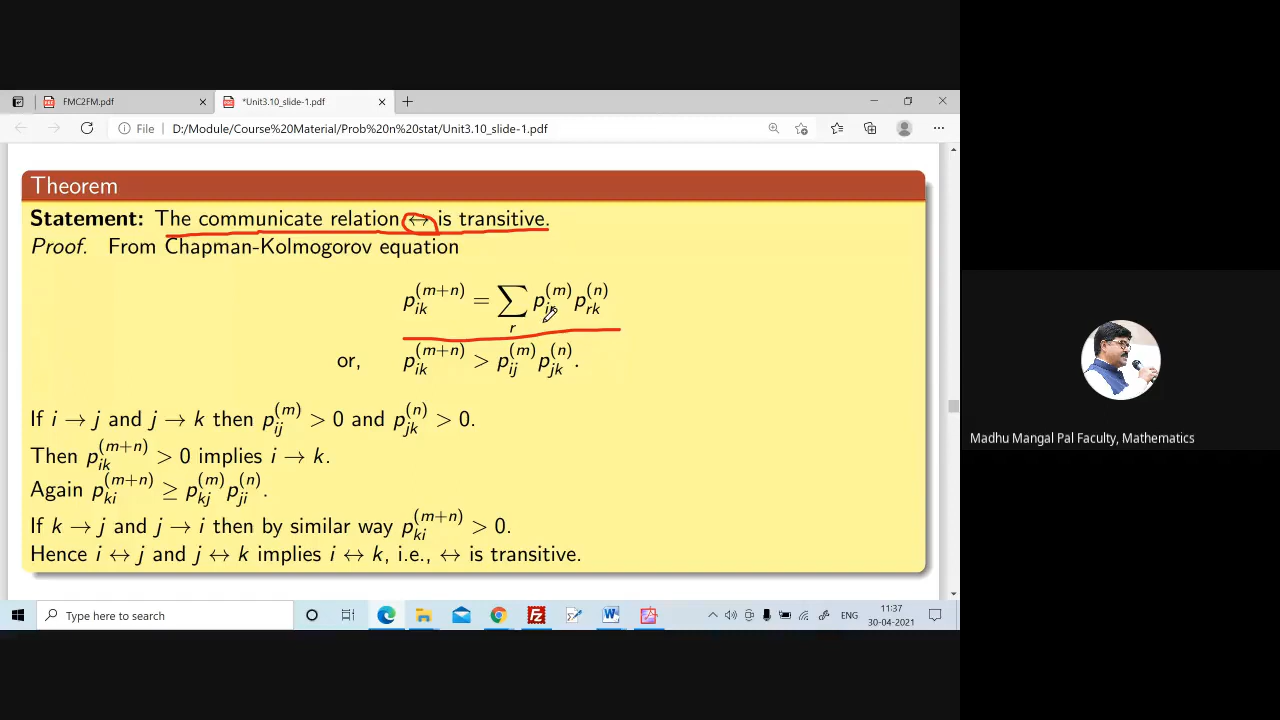 FMC2FM.pdf
*Unit3.10_slide-1.pdf
File | D:/Module/Course%20Material/Prob%20n%20stat/Unit3.10_slide-1.pdf
Theorem
Statement: The communicate relation ↔ is transitive.
Proof. From Chapman-Kolmogorov equation
p_{ik}^{(m+n)} = ∑_r p_{ir}^{(m)} p_{rk}^{(n)}
or, p_{ik}^{(m+n)} > p_{ij}^{(m)} p_{jk}^{(n)}.
If i → j and j → k then p_{ij}^{(m)} > 0 and p_{jk}^{(n)} > 0.
Then p_{ik}^{(m+n)} > 0 implies i → k.
Again p_{ki}^{(m+n)} ≥ p_{kj}^{(m)} p_{ji}^{(n)}.
If k → j and j → i then by similar way p_{ki}^{(m+n)} > 0.
Hence i ↔ j and j ↔ k implies i ↔ k, i.e., ↔ is transitive.
Madhu Mangal Pal Faculty, Mathematics
Type here to search
ENG
11:37
30-04-2021